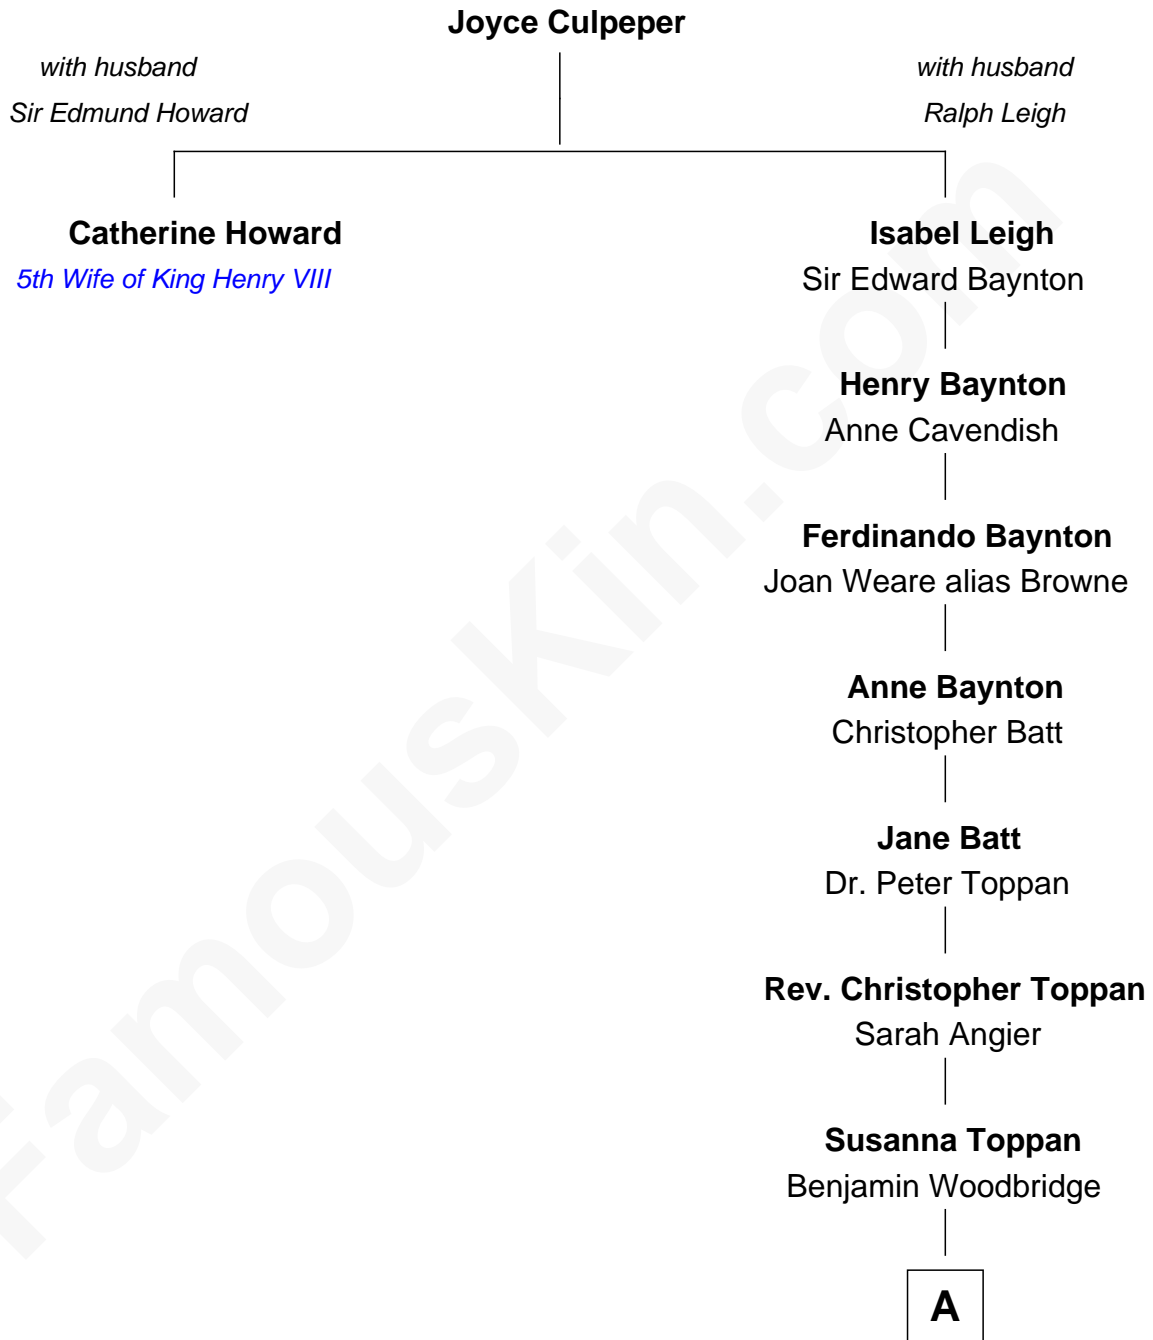 Joyce Culpeper
with husband
Sir Edmund Howard
with husband
Ralph Leigh
Catherine Howard
5th Wife of King Henry VIII
Isabel Leigh
Sir Edward Baynton
Henry Baynton
Anne Cavendish
Ferdinando Baynton
Joan Weare alias Browne
Anne Baynton
Christopher Batt
Jane Batt
Dr. Peter Toppan
Rev. Christopher Toppan
Sarah Angier
Susanna Toppan
Benjamin Woodbridge
A
FamousKin.com